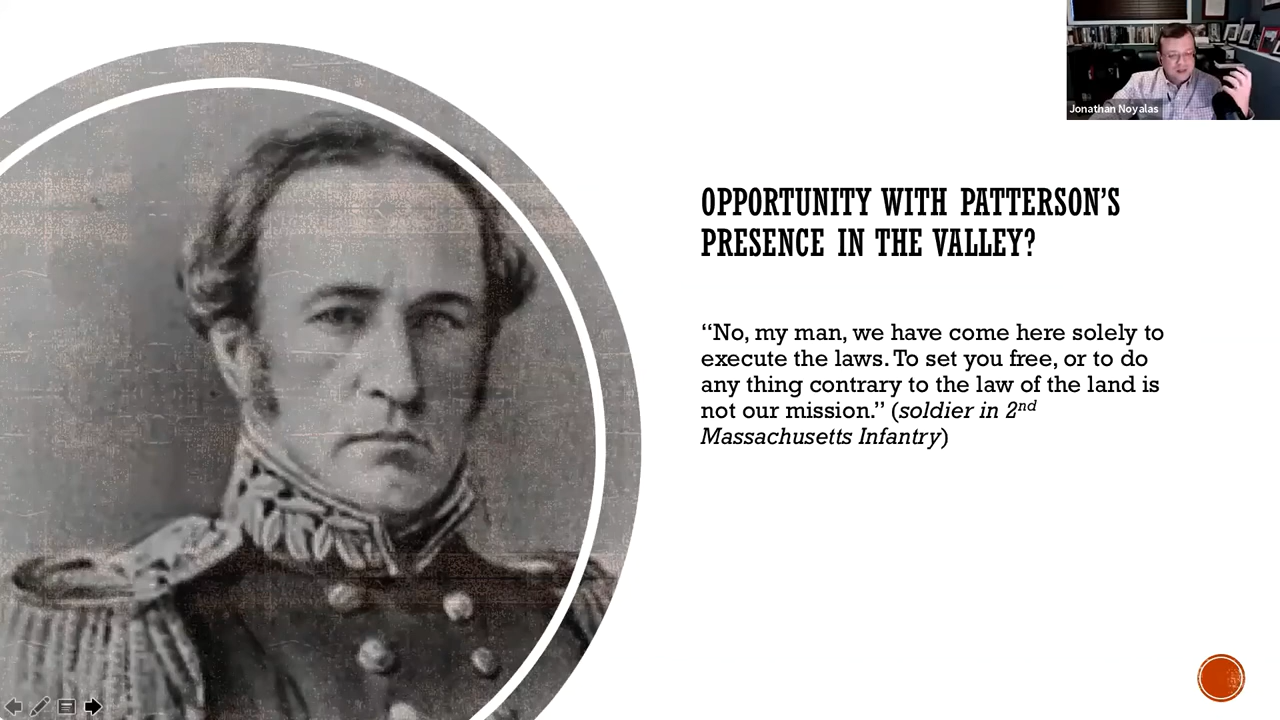 Jonathan Noyalas
OPPORTUNITY WITH PATTERSON’S
PRESENCE IN THE VALLEY?
“No, my man, we have come here solely to
execute the laws. To set you free, or to do
any thing contrary to the law of the land is
not our mission.” (soldier in 2nd
Massachusetts Infantry)